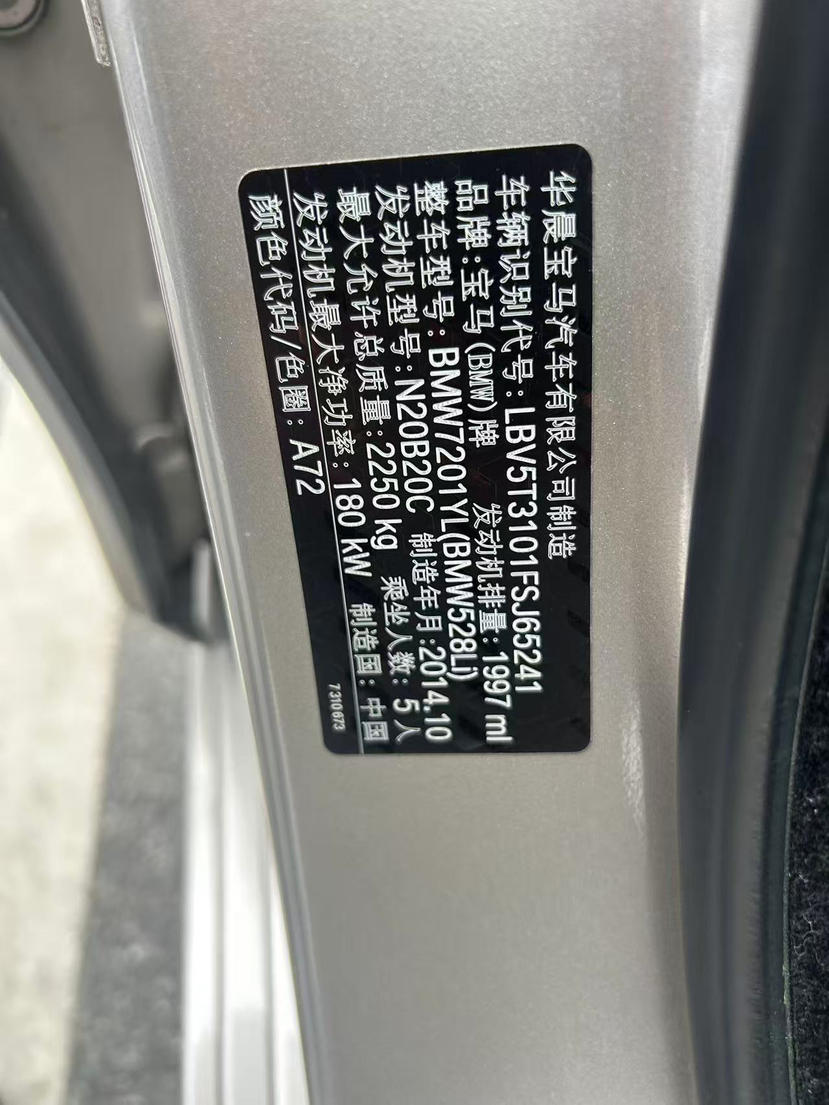 华晨宝马汽车有限公司制造
车辆识别代号:LBV5T3101FSJ65241
品牌:宝马(BMW)牌 发动机排量:1997 ml
整车型号:BMW7201YL(BMW528Li)
发动机型号:N20B20C 制造年月:2014.10
最大允许总质量:2250 kg 乘坐人数:5人
发动机最大净功率:180 kW 制造国:中国
颜色代码/色圈:A72
7310673